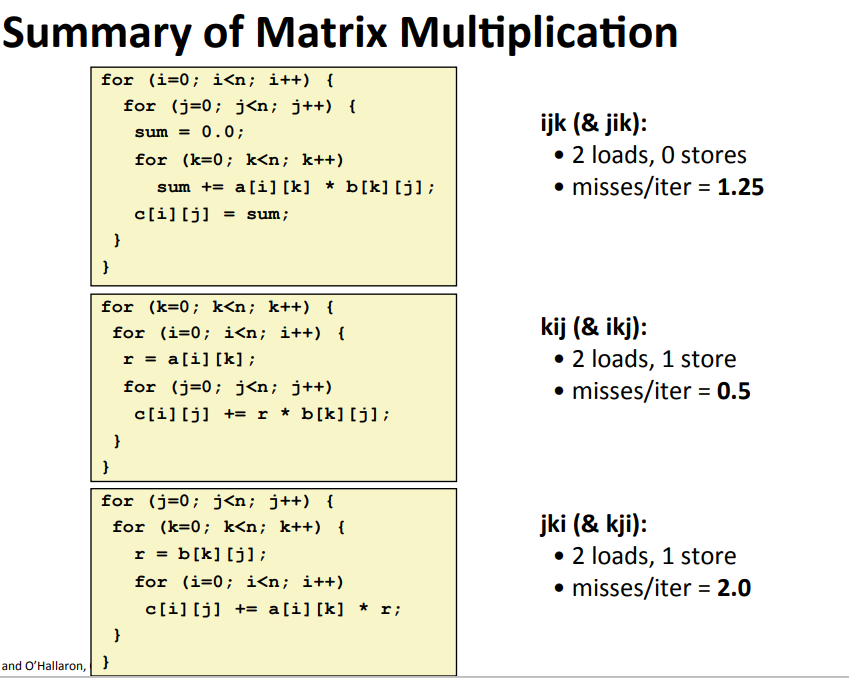 Summary of Matrix Multiplication
for (i=0; i<n; i++) {
for (j=0; j<n; j++) {
sum = 0.0;
for (k=0; k<n; k++)
sum += a[i][k] * b[k][j];
c[i][j] = sum;
}
}
ijk (& jik):
• 2 loads, 0 stores
• misses/iter = 1.25
for (k=0; k<n; k++) {
for (i=0; i<n; i++) {
r = a[i][k];
for (j=0; j<n; j++)
c[i][j] += r * b[k][j];
}
}
kij (& ikj):
• 2 loads, 1 store
• misses/iter = 0.5
for (j=0; j<n; j++) {
for (k=0; k<n; k++) {
r = b[k][j];
for (i=0; i<n; i++)
c[i][j] += a[i][k] * r;
}
}
jki (& kji):
• 2 loads, 1 store
• misses/iter = 2.0
and O’Hallaron,